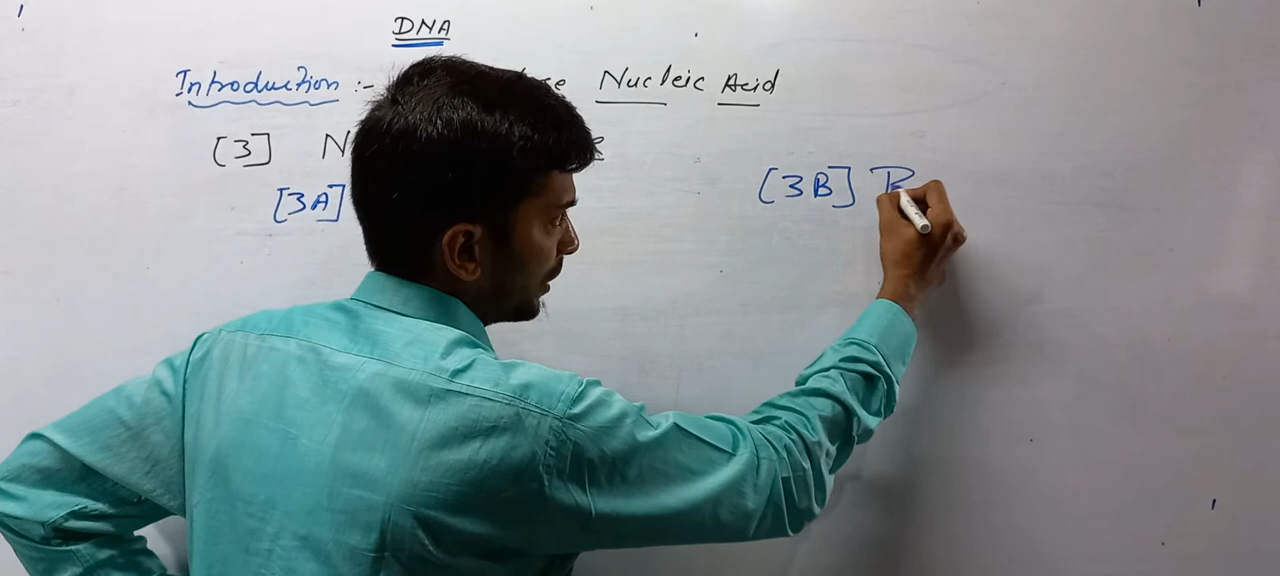 DNA
Introduction :- Nucleic Acid
[3]
[3A] [3B]